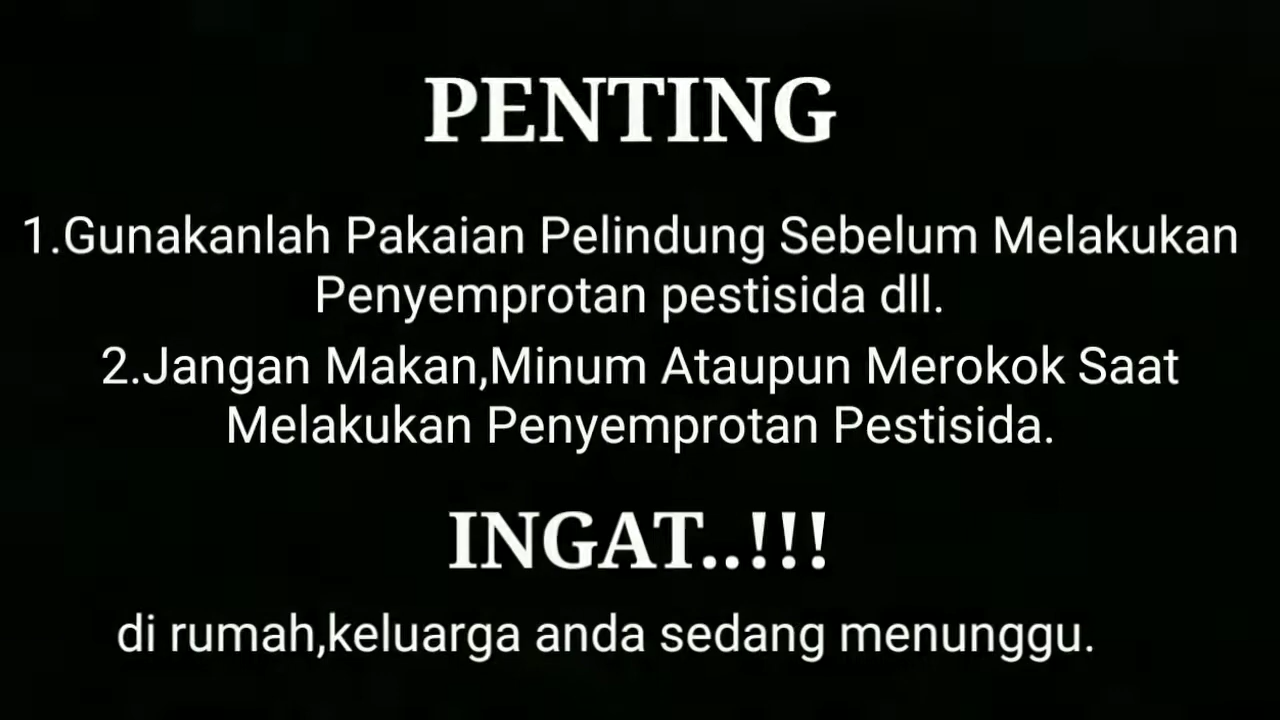 PENTING
1.Gunakanlah Pakaian Pelindung Sebelum Melakukan
Penyemprotan pestisida dll.
2.Jangan Makan,Minum Ataupun Merokok Saat
Melakukan Penyemprotan Pestisida.
INGAT..!!!
di rumah,keluarga anda sedang menunggu.